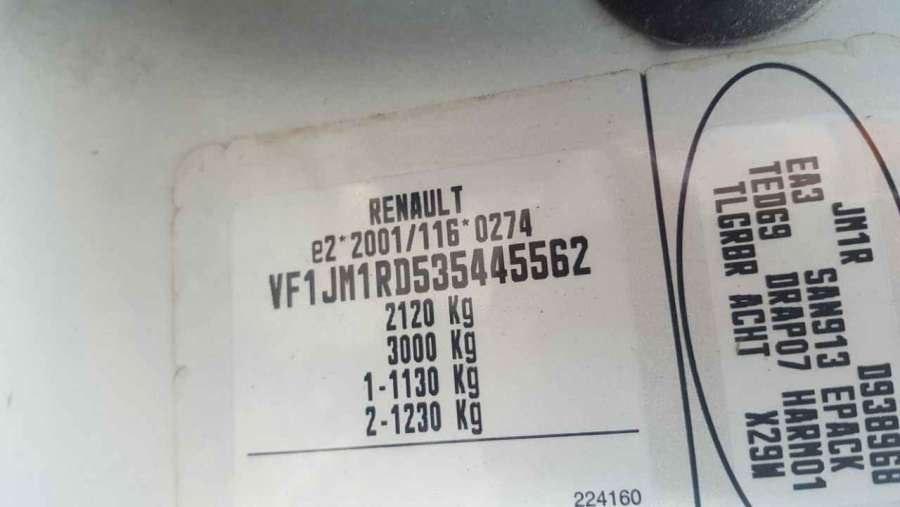 RENAULT
e2*2001/116*0274
VF1JM1RD535445562
2120 Kg
3000 Kg
1-1130 Kg
2-1230 Kg
224160
JM1R
EA3 SAN913 EPACK
TED69 DRAP07 HARM01
TLGRBR ACHT X29W
D938968